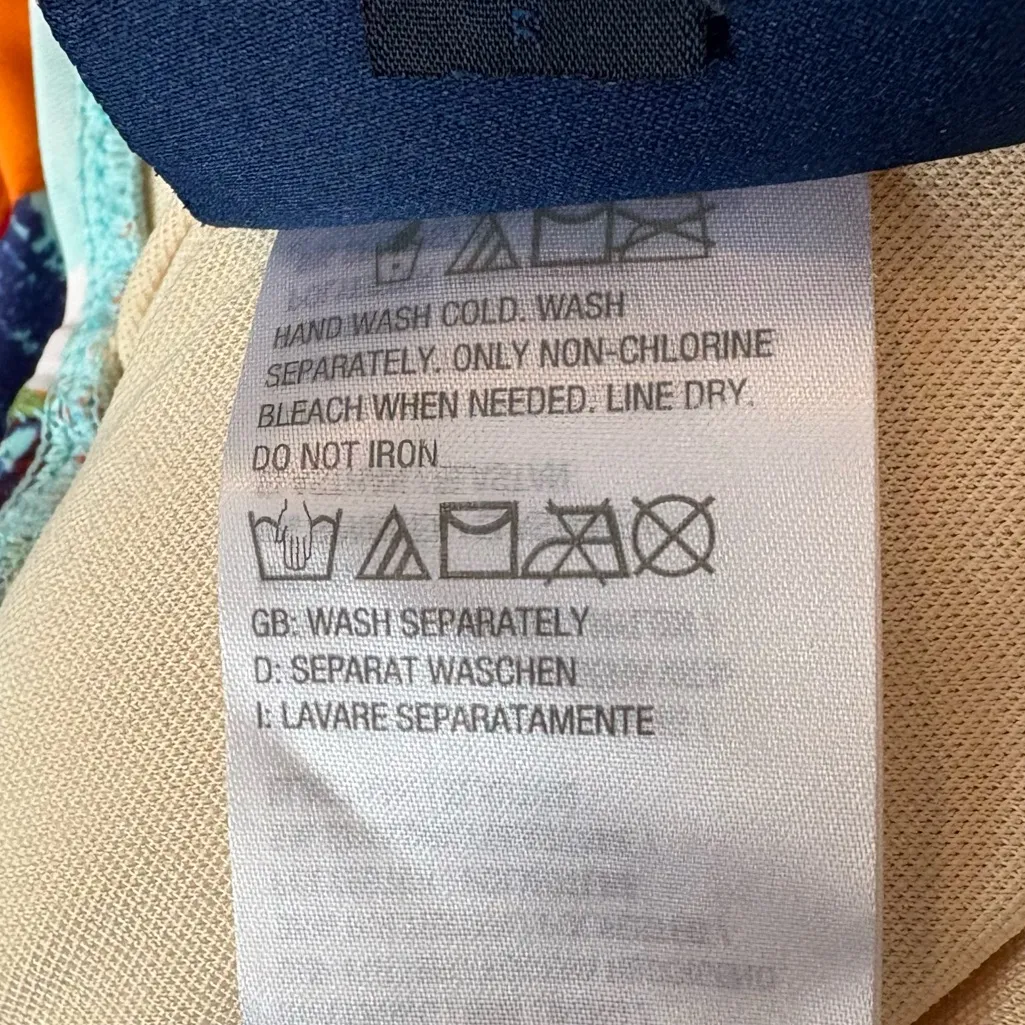 HAND WASH COLD. WASH
SEPARATELY. ONLY NON-CHLORINE
BLEACH WHEN NEEDED. LINE DRY.
DO NOT IRON
GB: WASH SEPARATELY
D: SEPARAT WASCHEN
I: LAVARE SEPARATAMENTE